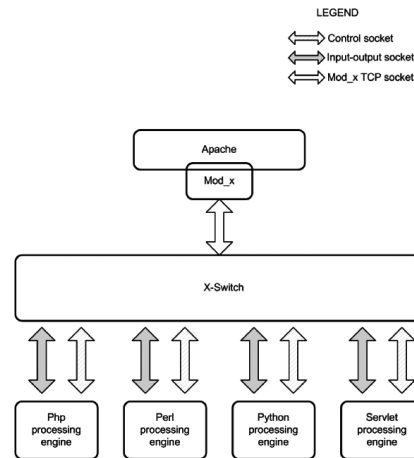 LEGEND
Control socket
Input-output socket
Mod_x TCP socket
Apache
Mod_x
X-Switch
Php
processing
engine
Perl
processing
engine
Python
processing
engine
Servlet
processing
engine